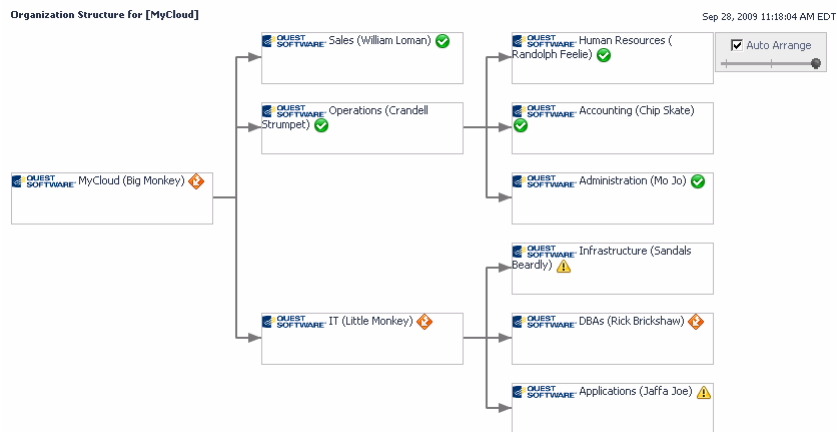 Organization Structure for [MyCloud]
Sep 28, 2009 11:18:04 AM EDT
Auto Arrange
QUEST SOFTWARE MyCloud (Big Monkey)
QUEST SOFTWARE Sales (William Loman)
QUEST SOFTWARE Operations (Crandell
Strumpet)
QUEST SOFTWARE IT (Little Monkey)
QUEST SOFTWARE Human Resources (
Randolph Feelie)
QUEST SOFTWARE Accounting (Chip Skate)
QUEST SOFTWARE Administration (Mo Jo)
QUEST SOFTWARE Infrastructure (Sandals
Beardly)
QUEST SOFTWARE DBAs (Rick Brickshaw)
QUEST SOFTWARE Applications (Jaffa Joe)